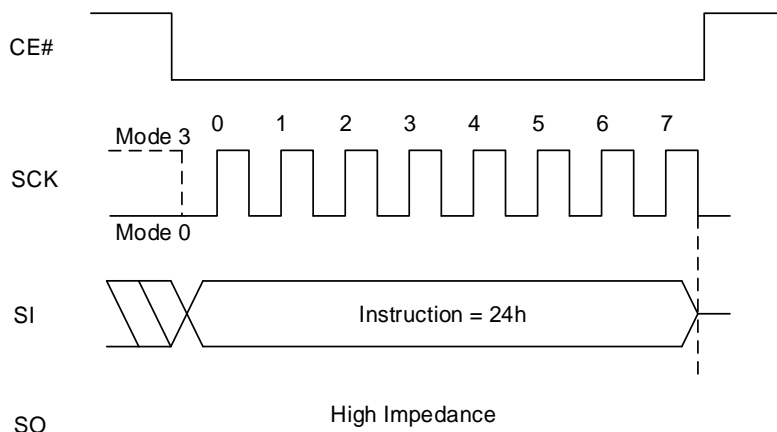 CE#
Mode 3
0 1 2 3 4 5 6 7
SCK
Mode 0
SI
Instruction = 24h
SO
High Impedance